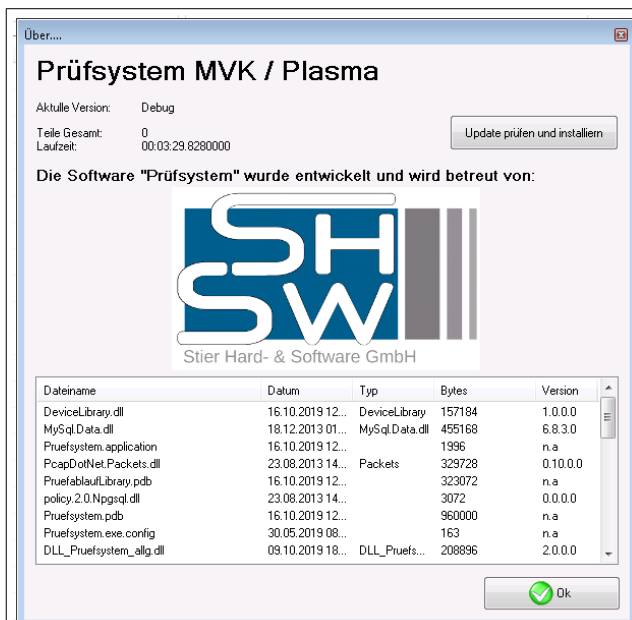 Über....
Prüfsystem MVK / Plasma
Aktulle Version: Debug
Teile Gesamt: 0
Laufzeit: 00:03:29.8280000
Update prüfen und installiern
Die Software "Prüfsystem" wurde entwickelt und wird betreut von:
SH
SW
Stier Hard- & Software GmbH
Dateiname Datum Typ Bytes Version
DeviceLibrary.dll 16.10.2019 12... DeviceLibrary 157184 1.0.0.0
MySql.Data.dll 18.12.2013 01... MySql.Data.dll 455168 6.8.3.0
Pruefsystem.application 16.10.2019 12... 1996 n.a
PcapDotNet.Packets.dll 23.08.2013 14... Packets 329728 0.10.0.0
PruefablaufLibrary.pdb 16.10.2019 12... 323072 n.a
policy.2.0.Npgsql.dll 23.08.2013 14... 3072 0.0.0.0
Pruefsystem.pdb 16.10.2019 12... 960000 n.a
Pruefsystem.exe.config 30.05.2019 08... 163 n.a
DLL_Pruefsystem_allg.dll 09.10.2019 18... DLL_Pruefs... 208896 2.0.0.0
Ok